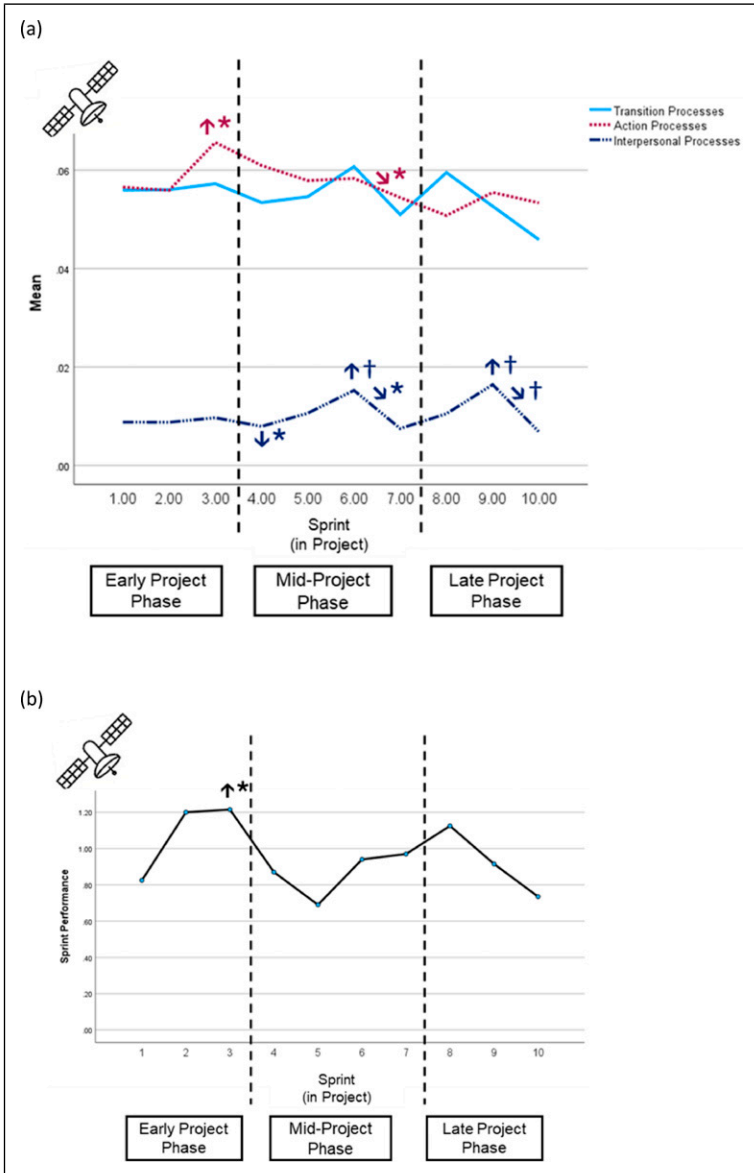 (a)
Transition Processes
Action Processes
Interpersonal Processes
↑*
.06
↘*
.04
Mean
.02
↑†
↘*
↑†
↘†
↓*
.00
1.00 2.00 3.00 4.00 5.00 6.00 7.00 8.00 9.00 10.00
Sprint
(in Project)
Early Project
Phase
Mid-Project
Phase
Late Project
Phase
(b)
↑*
1.20
1.00
.80
.60
.40
.20
.00
Sprint Performance
1 2 3 4 5 6 7 8 9 10
Sprint
(in Project)
Early Project
Phase
Mid-Project
Phase
Late Project
Phase